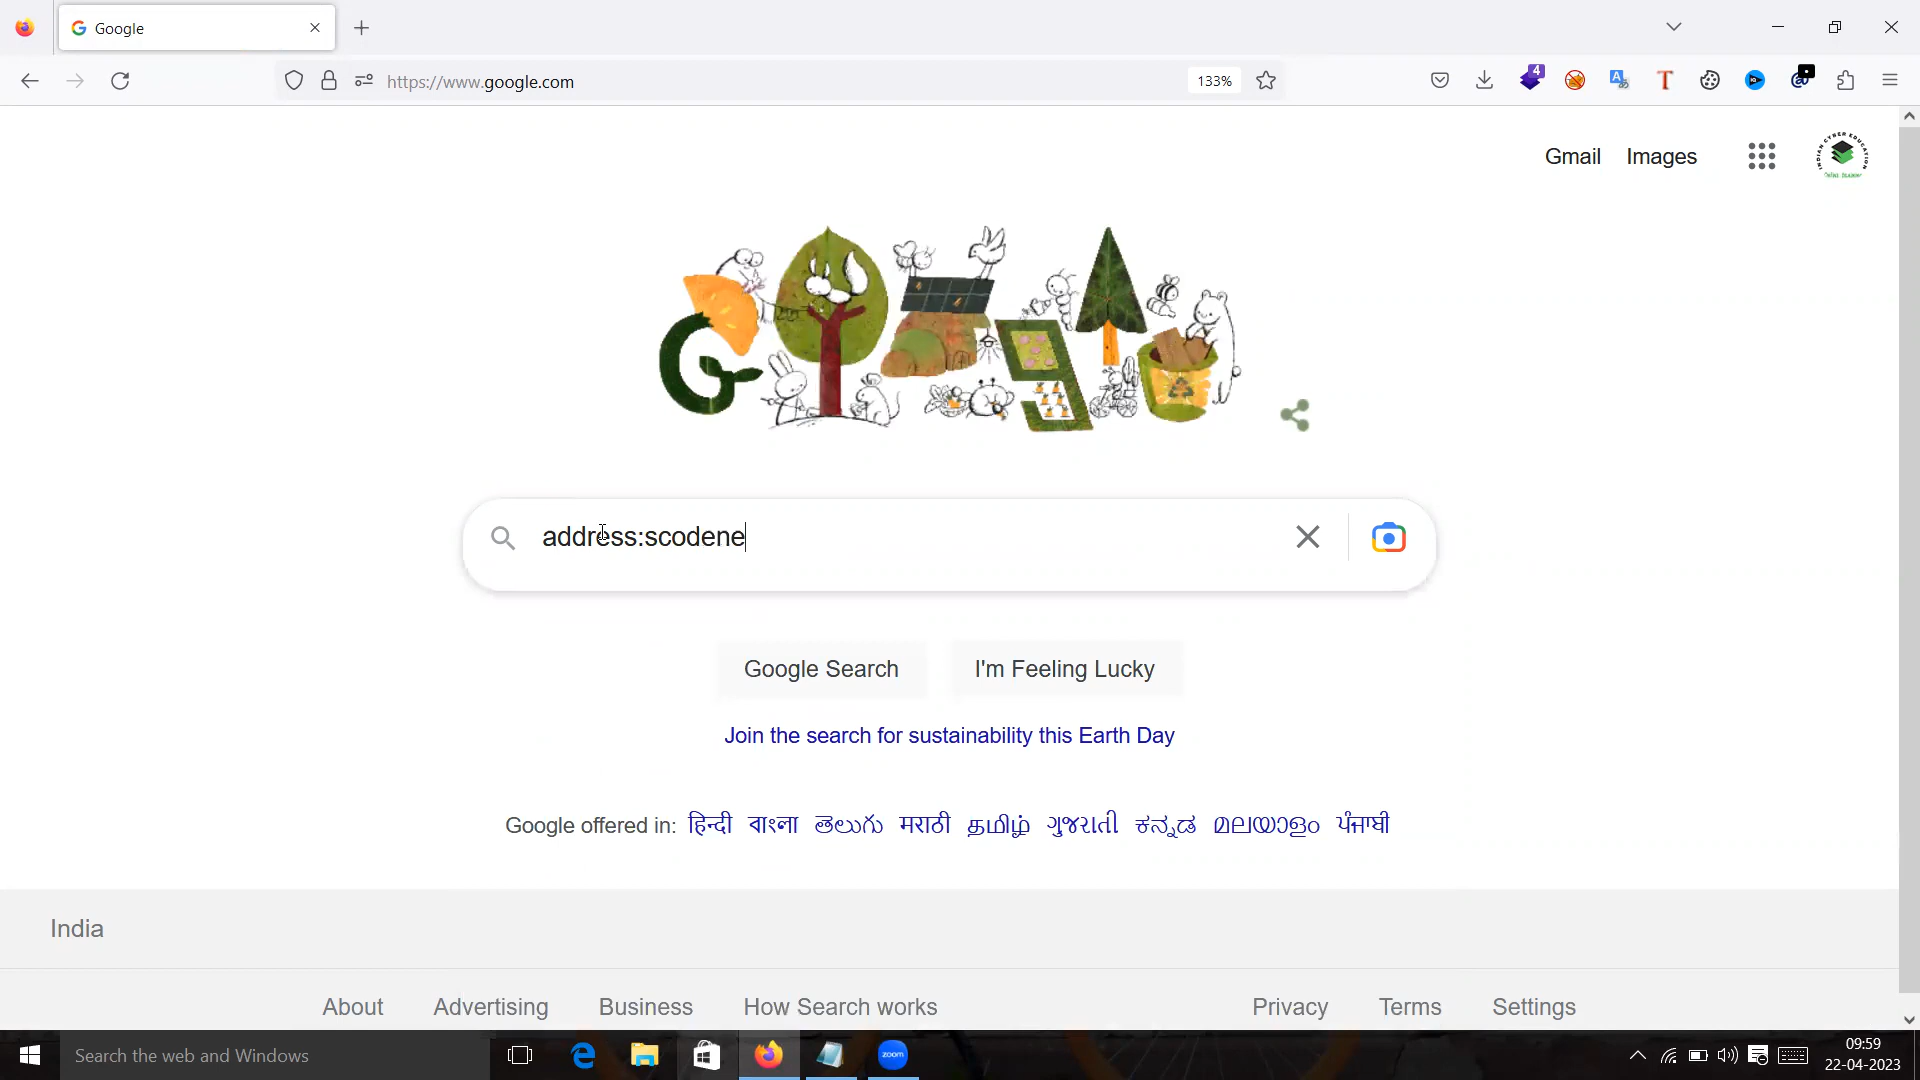 Google
https://www.google.com
133%
4
Gmail Images
address:scodene
Google Search I'm Feeling Lucky
Join the search for sustainability this Earth Day
Google offered in: हिन्दी বাংলা తెలుగు मराठी தமிழ் ગુજરાતી ಕನ್ನಡ മലയാളം ਪੰਜਾਬੀ
India
About Advertising Business How Search works Privacy Terms Settings
Search the web and Windows
zoom
09:59
22-04-2023